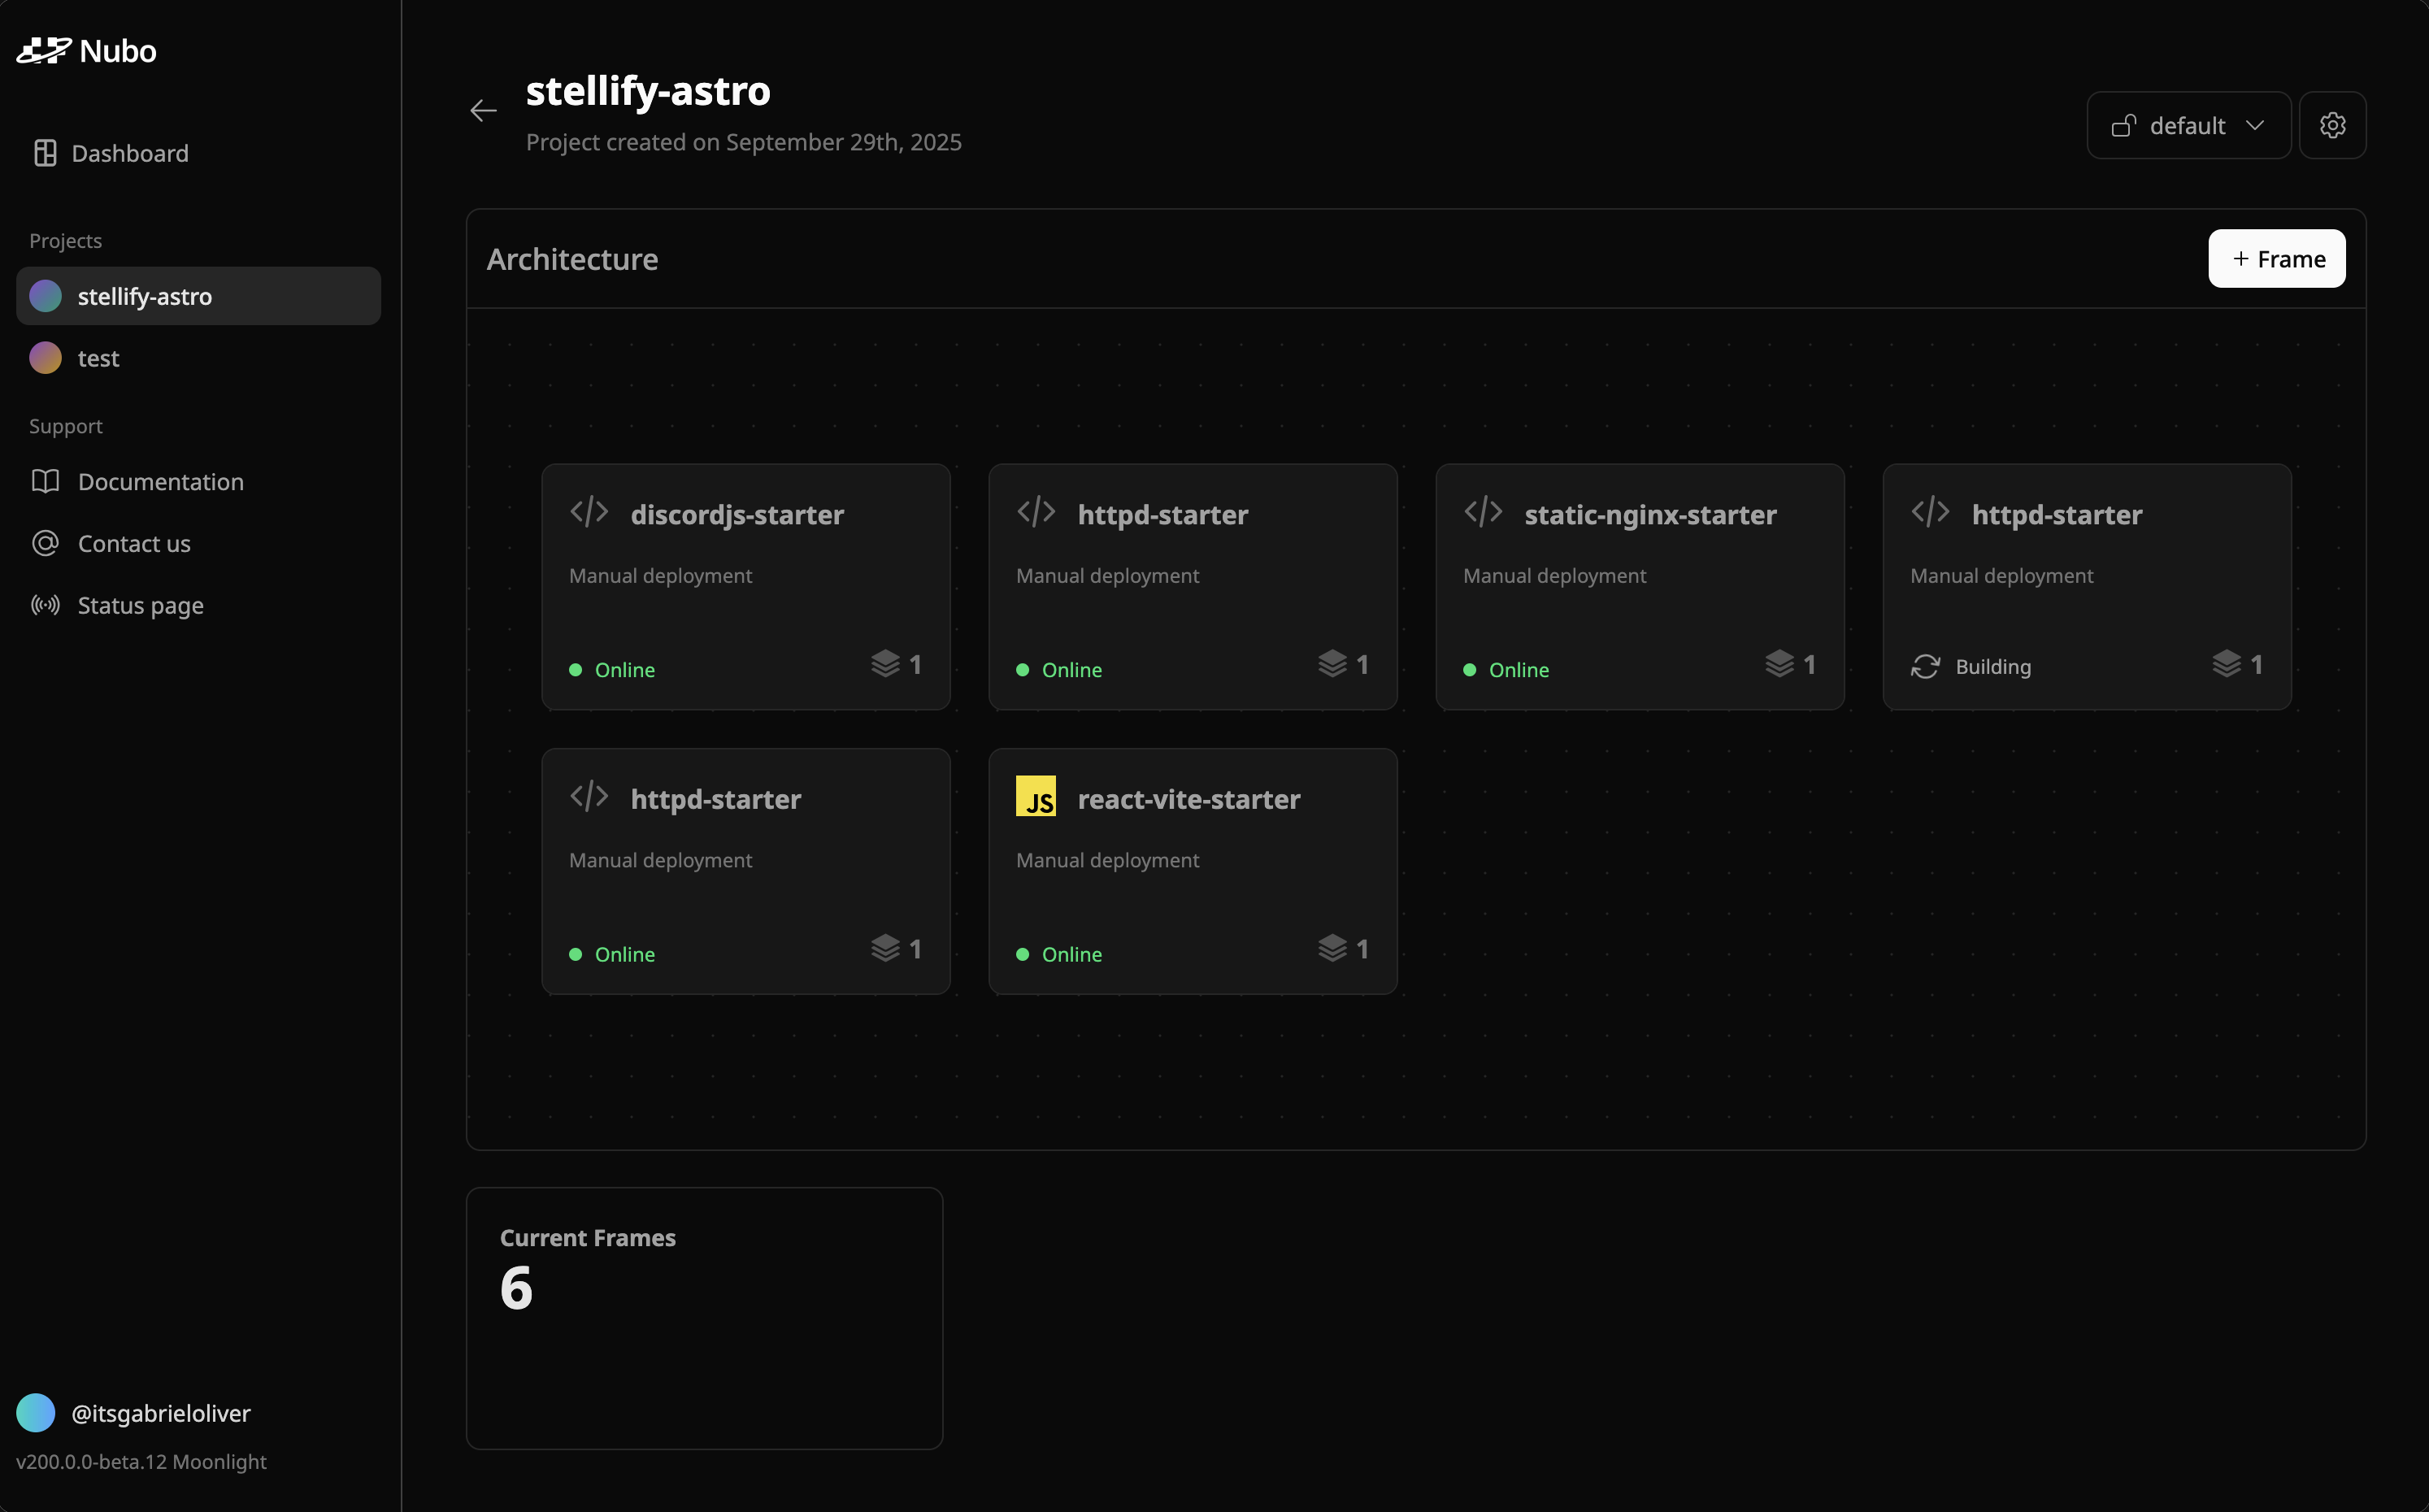 Nubo
Dashboard
Projects
stellify-astro
test
Support
Documentation
Contact us
Status page
@itsgabrieloliver
v200.0.0-beta.12 Moonlight
stellify-astro
Project created on September 29th, 2025
default
Architecture
+ Frame
discordjs-starter
Manual deployment
Online
1
httpd-starter
Manual deployment
Online
1
static-nginx-starter
Manual deployment
Online
1
httpd-starter
Manual deployment
Building
1
httpd-starter
Manual deployment
Online
1
JS
react-vite-starter
Manual deployment
Online
1
Current Frames
6